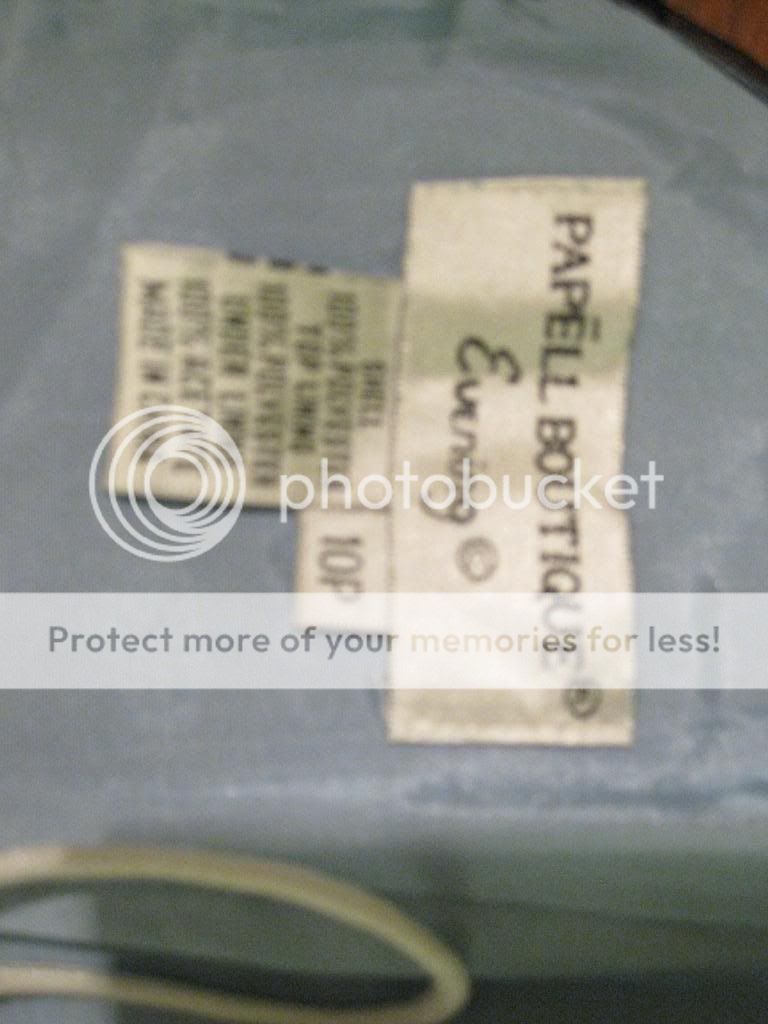 PAPĒLL BOUTIQUE ®
Evening ©
10P
SHELL
100% POLYESTER
TOP LINING
100% POLYESTER
UNDER LINING
100% ACE
MADE IN
photobucket
Protect more of your memories for less!